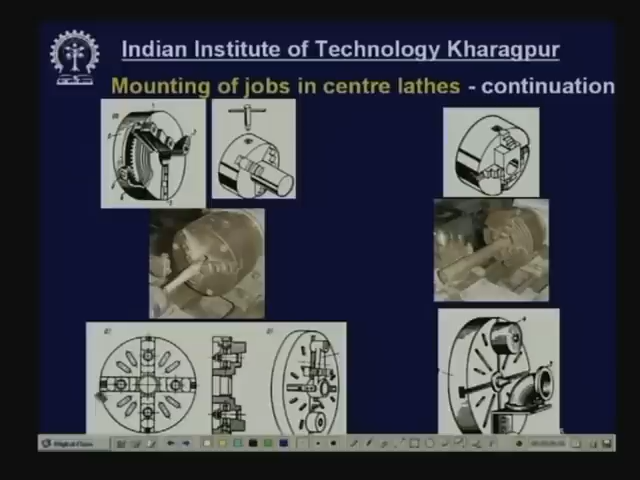 Indian Institute of Technology Kharagpur
Mounting of jobs in centre lathes - continuation